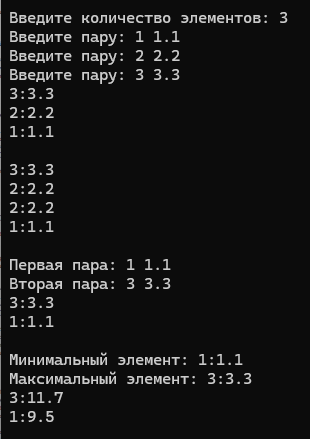 Введите количество элементов: 3
Введите пару: 1 1.1
Введите пару: 2 2.2
Введите пару: 3 3.3
3:3.3
2:2.2
1:1.1
3:3.3
2:2.2
2:2.2
1:1.1
Первая пара: 1 1.1
Вторая пара: 3 3.3
3:3.3
1:1.1
Минимальный элемент: 1:1.1
Максимальный элемент: 3:3.3
3:11.7
1:9.5